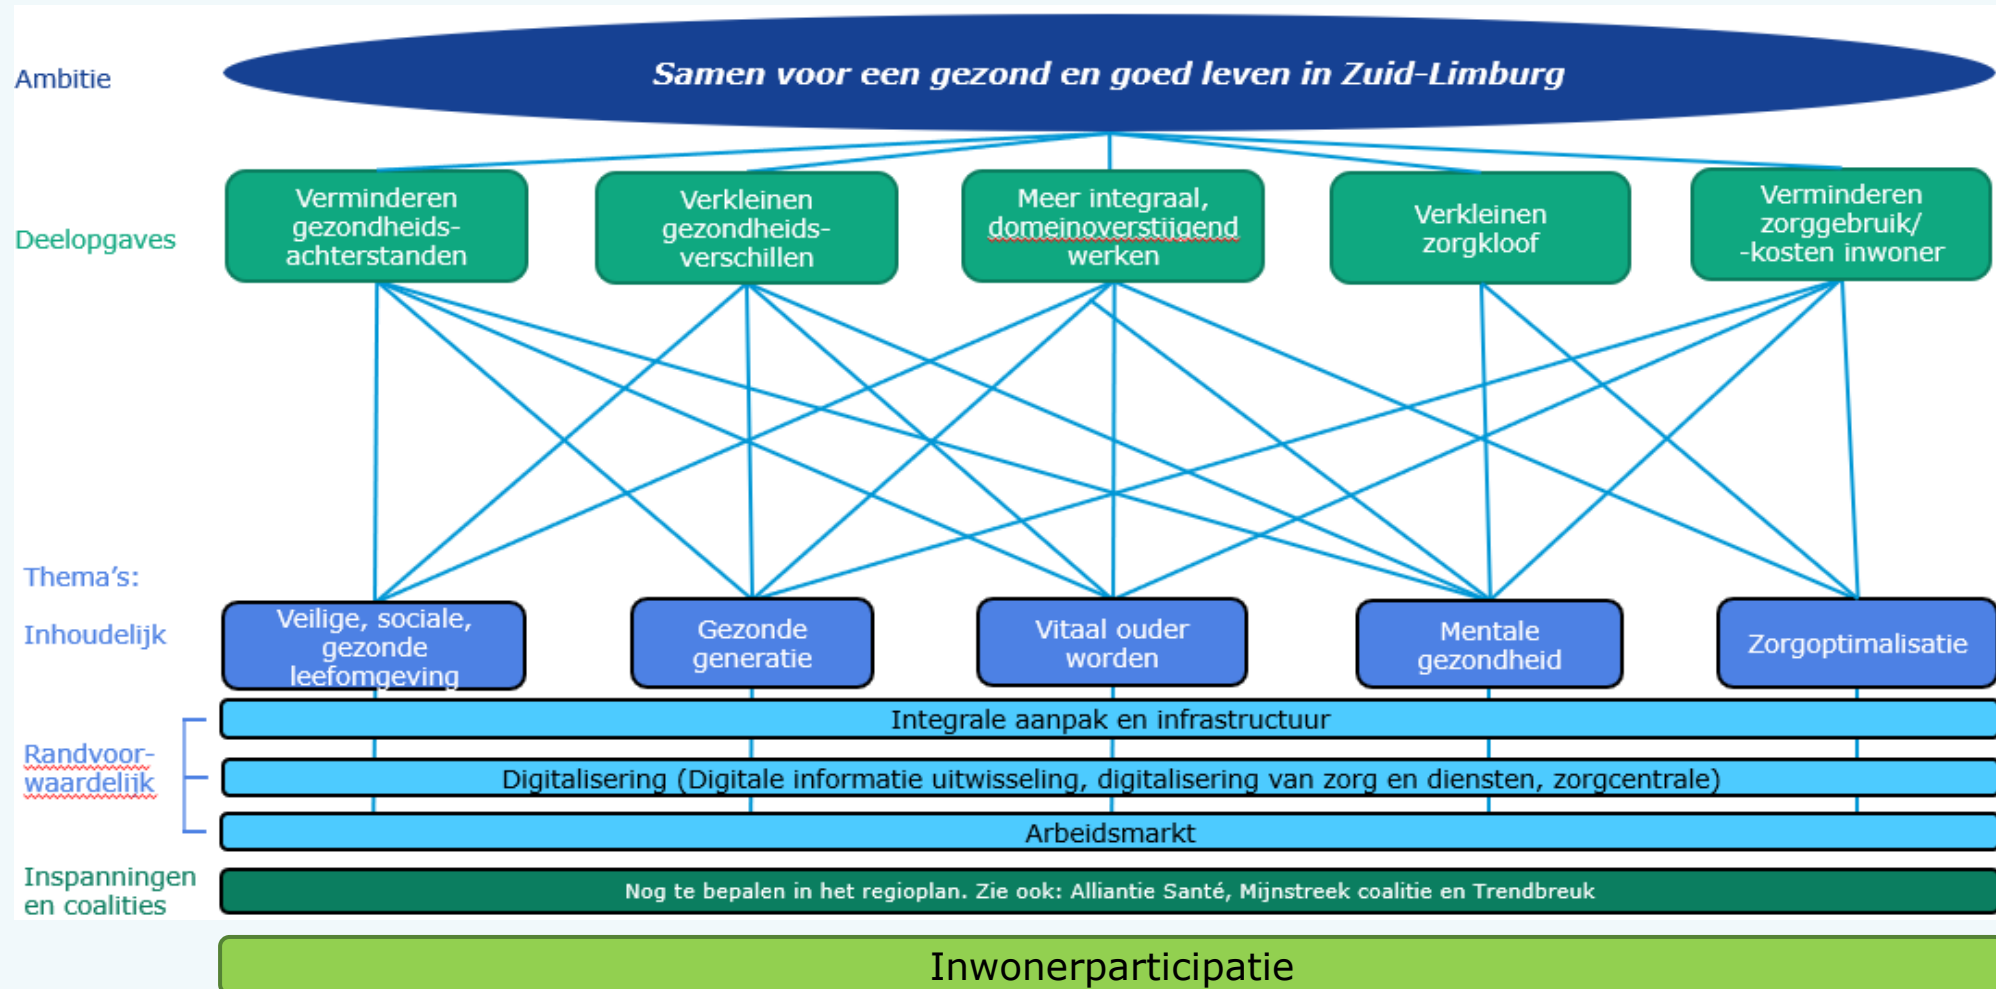 Ambitie
Samen voor een gezond en goed leven in Zuid-Limburg
Deelopgaves
Verminderen
gezondheids-
achterstanden
Verkleinen
gezondheids-
verschillen
Meer integraal,
domeinoverstijgend
werken
Verkleinen
zorgkloof
Verminderen
zorggebruik/
-kosten inwoner
Thema's:
Inhoudelijk
Veilige, sociale,
gezonde
leefomgeving
Gezonde
generatie
Vitaal ouder
worden
Mentale
gezondheid
Zorgoptimalisatie
Randvoor-
waardelijk
Integrale aanpak en infrastructuur
Digitalisering (Digitale informatie uitwisseling, digitalisering van zorg en diensten, zorgcentrale)
Arbeidsmarkt
Inspanningen
en coalities
Nog te bepalen in het regioplan. Zie ook: Alliantie Santé, Mijnstreek coalitie en Trendbreuk
Inwonerparticipatie